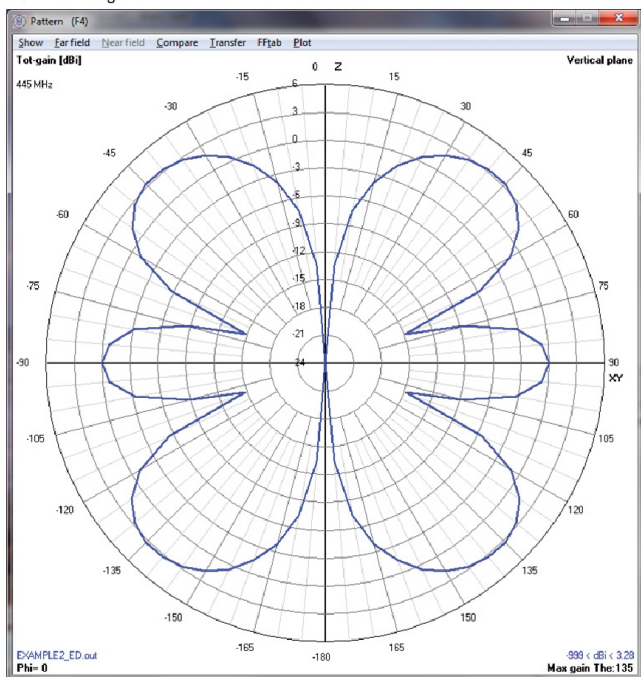 Pattern (F4)
Show Far field Near field Compare Transfer FFtab Plot
Tot-gain [dBi] Vertical plane
0 Z
445 MHz
-15 6 15
-30 3 30
0
-45 -3 45
-6
-60 -9 60
-12
-75 -15 75
-18
-21
-90 24 90
XY
-105 105
-120 120
-135 135
-150 150
-165 -180 165
EXAMPLE2_ED.out -999 < dBi < 3.28
Phi= 0 Max gain The:135